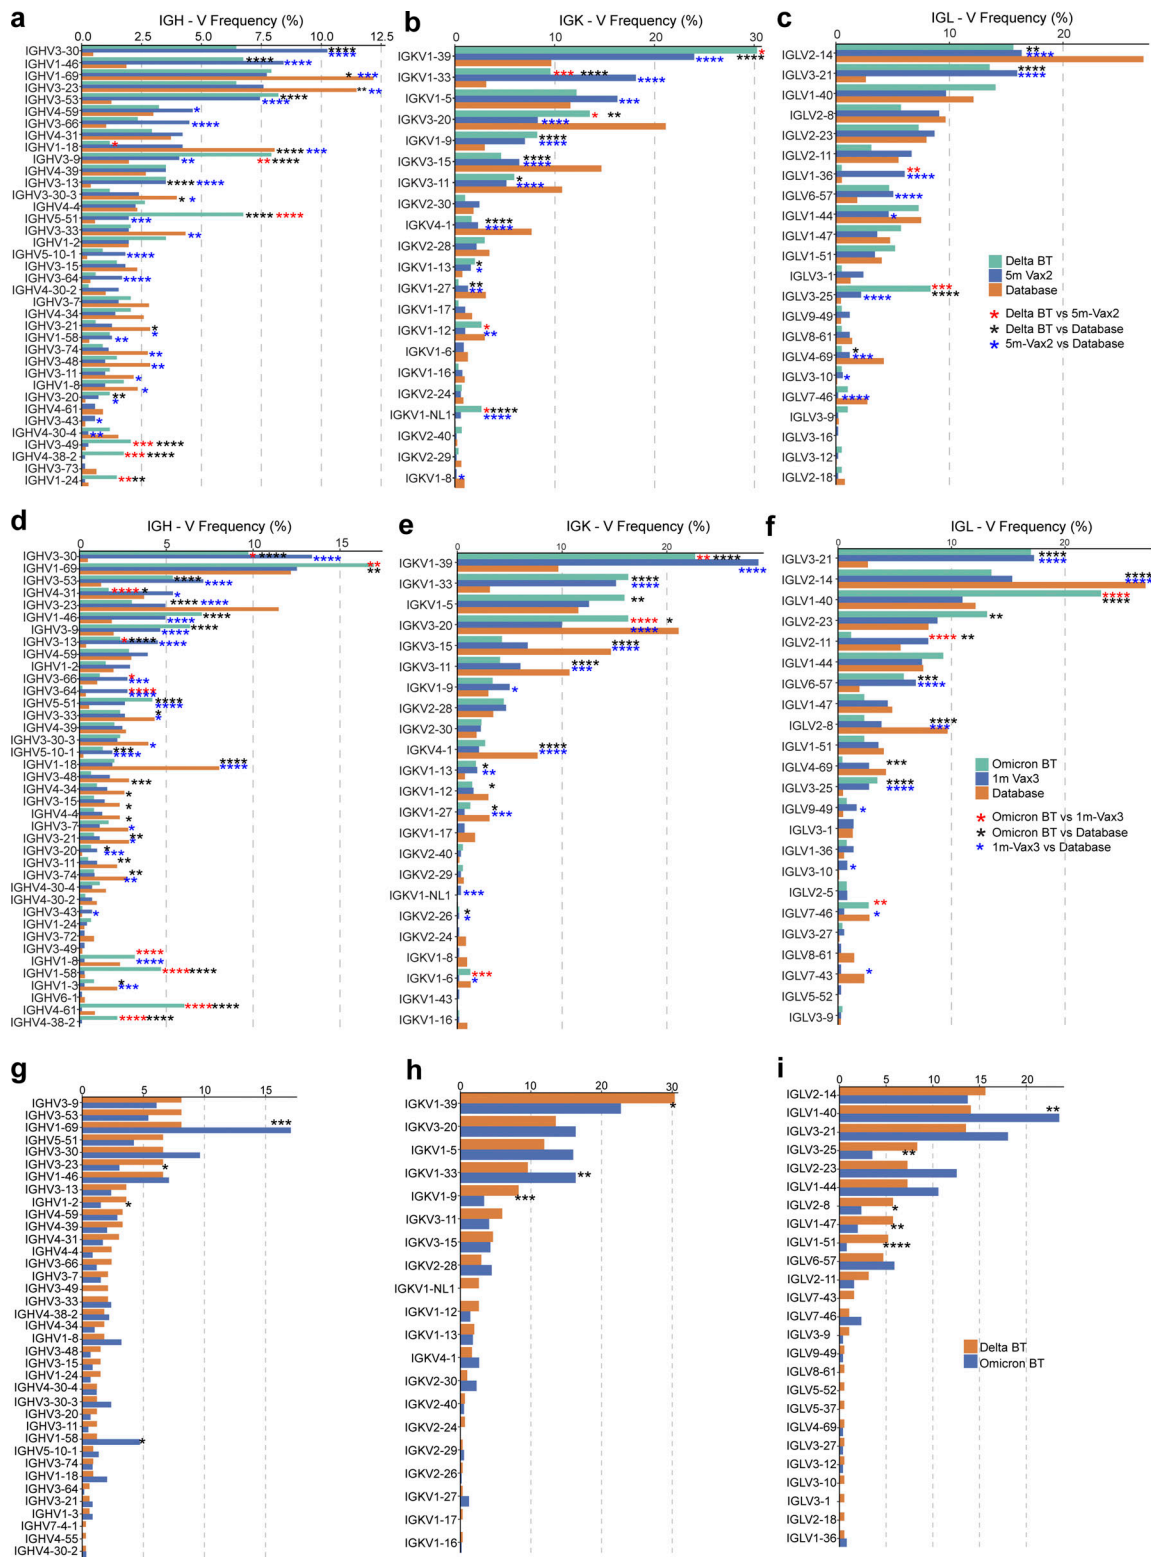 a
IGH - V Frequency (%)
0.0 2.5 5.0 7.5 10.0 12.5
IGHV3-30 **** ****
IGHV1-46 **** ****
IGHV1-69 * ***
IGHV3-23 ** **
IGHV3-53 **** ****
IGHV4-59 *
IGHV3-66 ****
IGHV4-31
IGHV1-18 * **** ***
IGHV3-9 ** ** ****
IGHV4-39
IGHV3-13 **** ****
IGHV3-30-3 * *
IGHV4-4
IGHV5-51 **** **** ***
IGHV3-33 **
IGHV1-2
IGHV5-10-1 ****
IGHV3-15
IGHV3-64 ****
IGHV4-30-2
IGHV3-7
IGHV4-34
IGHV3-21 * *
IGHV1-58 **
IGHV3-74 **
IGHV3-48 **
IGHV3-11 *
IGHV1-8 *
IGHV3-20 ** *
IGHV4-61
IGHV3-43 *
IGHV4-30-4 **
IGHV3-49 *** ****
IGHV4-38-2 *** ****
IGHV3-73
IGHV1-24 ** **
b
IGK - V Frequency (%)
0 10 20 30
IGKV1-39 * ****
IGKV1-33 *** **** ****
IGKV1-5 ***
IGKV3-20 * ** ****
IGKV1-9 **** ****
IGKV3-15 **** ****
IGKV3-11 * ****
IGKV2-30
IGKV4-1 **** ****
IGKV2-28
IGKV1-13 * *
IGKV1-27 ** **
IGKV1-17
IGKV1-12 * **
IGKV1-6
IGKV1-16
IGKV2-24
IGKV1-NL1 * **** ****
IGKV2-40
IGKV2-29
IGKV1-8 *
c
IGL - V Frequency (%)
0 10 20
IGLV2-14 ** ****
IGLV3-21 **** ****
IGLV1-40
IGLV2-8
IGLV2-23
IGLV2-11
IGLV1-36 ** ****
IGLV6-57 ****
IGLV1-44 *
IGLV1-47
IGLV1-51
IGLV3-1
IGLV3-25 *** **** ****
IGLV9-49
IGLV8-61
IGLV4-69 * ***
IGLV3-10 *
IGLV7-46 ****
IGLV3-9
IGLV3-16
IGLV3-12
IGLV2-18
Delta BT
5m Vax2
Database
* Delta BT vs 5m-Vax2
* Delta BT vs Database
* 5m-Vax2 vs Database
d
IGH - V Frequency (%)
0 5 10 15
IGHV3-30 * **** ****
IGHV1-69 ** **
IGHV3-53 **** ****
IGHV4-31 **** * *
IGHV3-23 **** ****
IGHV1-46 **** ****
IGHV3-9 **** ****
IGHV3-13 * **** ****
IGHV4-59
IGHV1-2
IGHV3-66 * ***
IGHV3-64 **** ****
IGHV5-51 **** ****
IGHV3-33 * *
IGHV4-39
IGHV3-30-3 *
IGHV5-10-1 *** ****
IGHV1-18 **** ****
IGHV3-48 ***
IGHV4-34 *
IGHV3-15 *
IGHV4-4 *
IGHV3-7 *
IGHV3-21 ** *
IGHV3-20 * ***
IGHV3-11 **
IGHV3-74 ** **
IGHV4-30-4
IGHV4-30-2
IGHV3-43 *
IGHV1-24
IGHV3-72
IGHV3-49 ****
IGHV1-8 ****
IGHV1-58 **** ****
IGHV1-3 * ***
IGHV6-1
IGHV4-61 **** ****
IGHV4-38-2 **** ****
e
IGK - V Frequency (%)
0 10 20
IGKV1-39 ** **** ****
IGKV1-33 **** ****
IGKV1-5 **
IGKV3-20 **** * ****
IGKV3-15 **** ****
IGKV3-11 **** ***
IGKV1-9 *
IGKV2-28
IGKV2-30
IGKV4-1 **** ****
IGKV1-13 * **
IGKV1-12 *
IGKV1-27 * ***
IGKV1-17
IGKV2-40
IGKV2-29
IGKV1-NL1 ***
IGKV2-26 * *
IGKV2-24
IGKV1-8
IGKV1-6 *** *
IGKV1-43
IGKV1-16
f
IGL - V Frequency (%)
0 10 20
IGLV3-21 **** ****
IGLV2-14 **** ****
IGLV1-40 **** ****
IGLV2-23 **
IGLV2-11 **** **
IGLV1-44
IGLV6-57 *** ****
IGLV1-47
IGLV2-8 **** ***
IGLV1-51
IGLV4-69 ***
IGLV3-25 **** ****
IGLV9-49 *
IGLV3-1
IGLV1-36
IGLV3-10 *
IGLV2-5
IGLV7-46 ** *
IGLV3-27
IGLV8-61
IGLV7-43 *
IGLV5-52
IGLV3-9
Omicron BT
1m Vax3
Database
* Omicron BT vs 1m-Vax3
* Omicron BT vs Database
* 1m-Vax3 vs Database
g
0 5 10 15
IGHV3-9
IGHV3-53
IGHV1-69 ***
IGHV5-51
IGHV3-30
IGHV3-23 *
IGHV1-46
IGHV3-13
IGHV1-2 *
IGHV4-59
IGHV4-39
IGHV4-31
IGHV4-4
IGHV3-66
IGHV3-7
IGHV3-49
IGHV3-33
IGHV4-38-2
IGHV4-34
IGHV1-8
IGHV3-48
IGHV3-15
IGHV1-24
IGHV4-30-4
IGHV3-30-3
IGHV3-20
IGHV3-11
IGHV1-58 *
IGHV5-10-1
IGHV3-74
IGHV1-18
IGHV3-64
IGHV3-21
IGHV1-3
IGHV7-4-1
IGHV4-55
IGHV4-30-2
h
0 10 20 30
IGKV1-39 *
IGKV3-20
IGKV1-5
IGKV1-33 **
IGKV1-9 ***
IGKV3-11
IGKV3-15
IGKV2-28
IGKV1-NL1
IGKV1-12
IGKV1-13
IGKV4-1
IGKV2-30
IGKV2-40
IGKV2-24
IGKV2-29
IGKV2-26
IGKV1-27
IGKV1-17
IGKV1-16
i
0 5 10 15 20
IGLV2-14
IGLV1-40 **
IGLV3-21
IGLV3-25 **
IGLV2-23
IGLV1-44
IGLV2-8 *
IGLV1-47 **
IGLV1-51 ****
IGLV6-57
IGLV2-11
IGLV7-43
IGLV7-46
IGLV3-9
IGLV9-49
IGLV8-61
IGLV5-52
IGLV5-37
IGLV4-69
IGLV3-27
IGLV3-12
IGLV3-10
IGLV3-1
IGLV2-18
IGLV1-36
Delta BT
Omicron BT